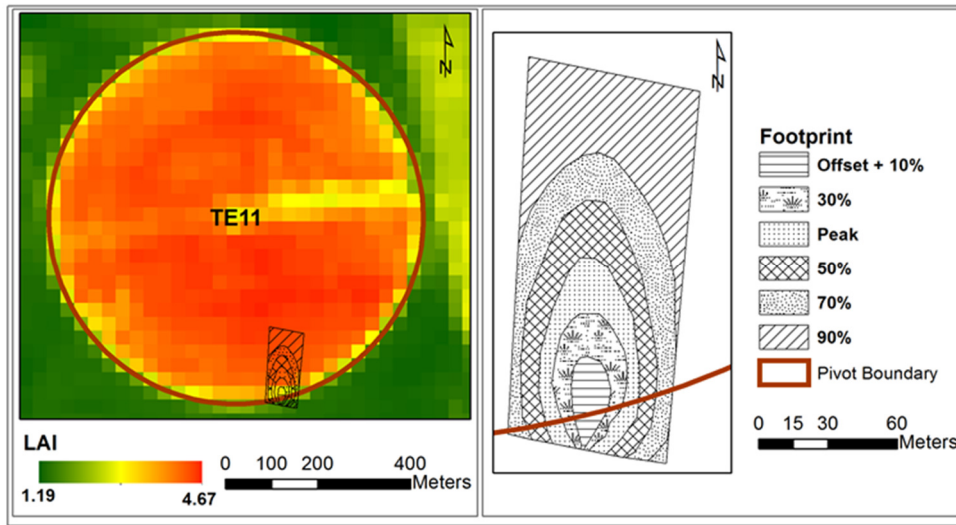 TE11
N
LAI
1.19
4.67
0 100 200 400
Meters
N
Footprint
Offset + 10%
30%
Peak
50%
70%
90%
Pivot Boundary
0 15 30 60
Meters